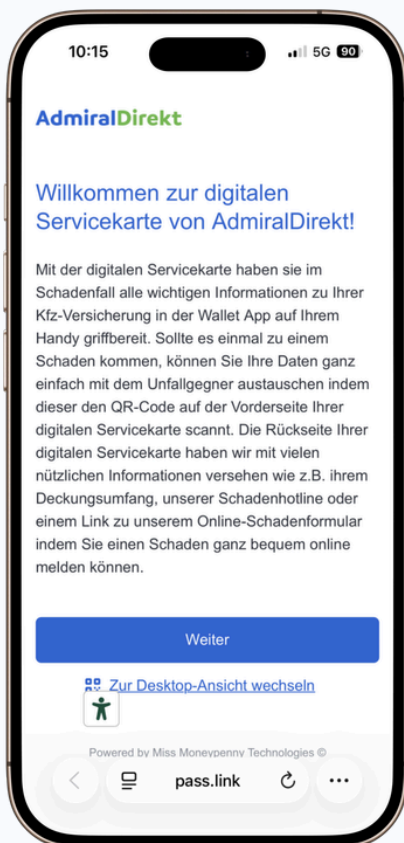 10:15
5G 90
AdmiralDirekt
Willkommen zur digitalen
Servicekarte von AdmiralDirekt!
Mit der digitalen Servicekarte haben sie im
Schadenfall alle wichtigen Informationen zu Ihrer
Kfz-Versicherung in der Wallet App auf Ihrem
Handy griffbereit. Sollte es einmal zu einem
Schaden kommen, können Sie Ihre Daten ganz
einfach mit dem Unfallgegner austauschen indem
dieser den QR-Code auf der Vorderseite Ihrer
digitalen Servicekarte scannt. Die Rückseite Ihrer
digitalen Servicekarte haben wir mit vielen
nützlichen Informationen versehen wie z.B. ihrem
Deckungsumfang, unserer Schadenhotline oder
einem Link zu unserem Online-Schadenformular
indem Sie einen Schaden ganz bequem online
melden können.
Weiter
Zur Desktop-Ansicht wechseln
Powered by Miss Moneypenny Technologies ©
pass.link